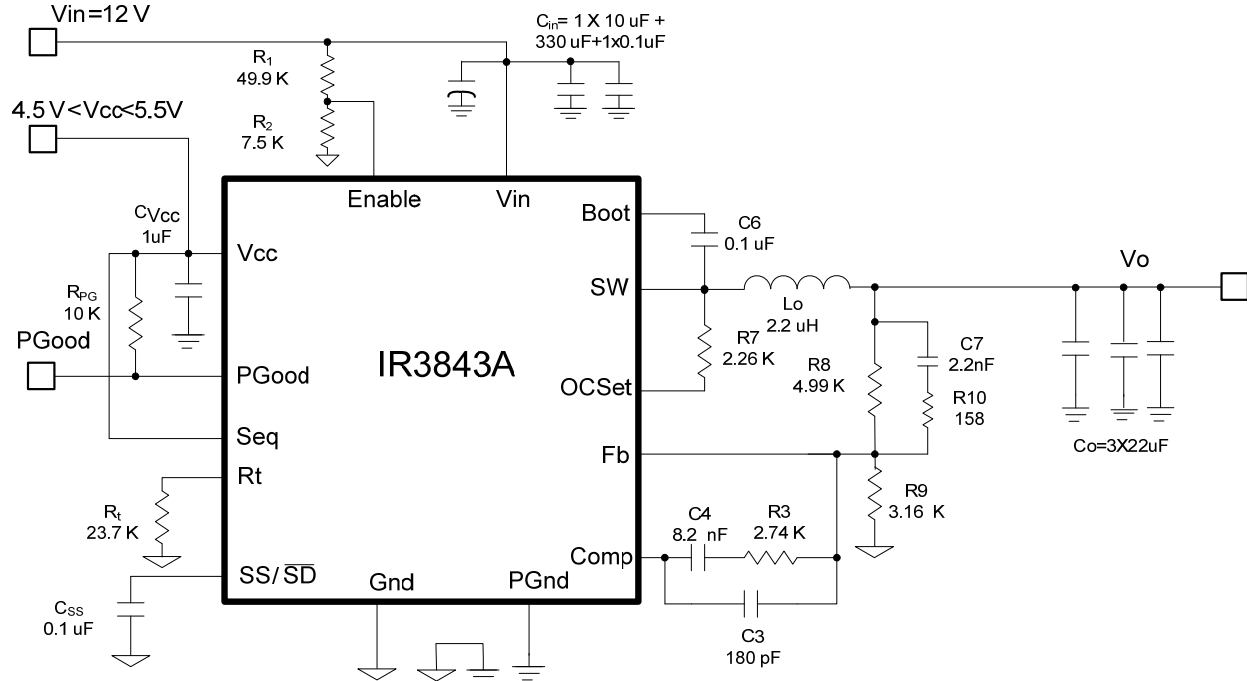 Vin=12 V
Cin= 1 X 10 uF +
330 uF+1x0.1uF
R1
49.9 K
4.5 V<Vcc<5.5V
R2
7.5 K
Enable
Vin
Boot
CVcc
1uF
C6
0.1 uF
Vcc
Vo
SW
RPG
10 K
Lo
2.2 uH
R7
2.26 K
C7
2.2nF
PGood
IR3843A
R8
4.99 K
PGood
OCSet
R10
158
Seq
Co=3X22uF
Fb
Rt
R9
3.16 K
Rt
23.7 K
C4
8.2 nF
R3
2.74 K
Comp
SS/SD
Gnd
PGnd
CSS
0.1 uF
C3
180 pF